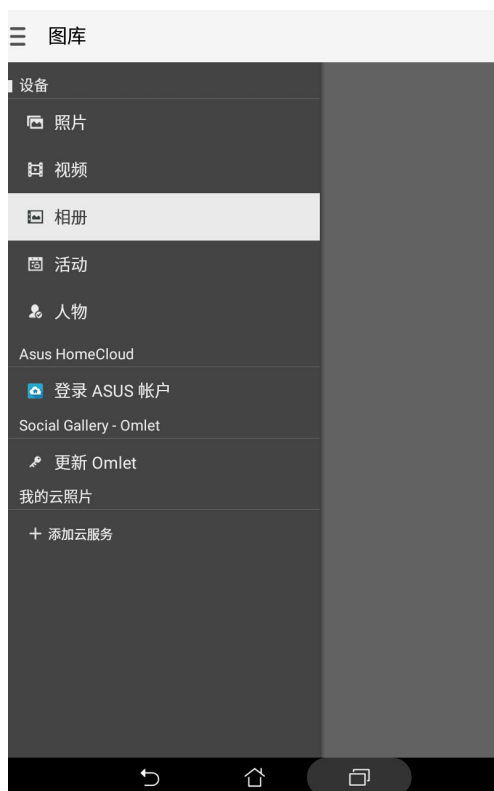 图库
设备
照片
视频
相册
活动
人物
Asus HomeCloud
登录 ASUS 帐户
Social Gallery - Omlet
更新 Omlet
我的云照片
添加云服务